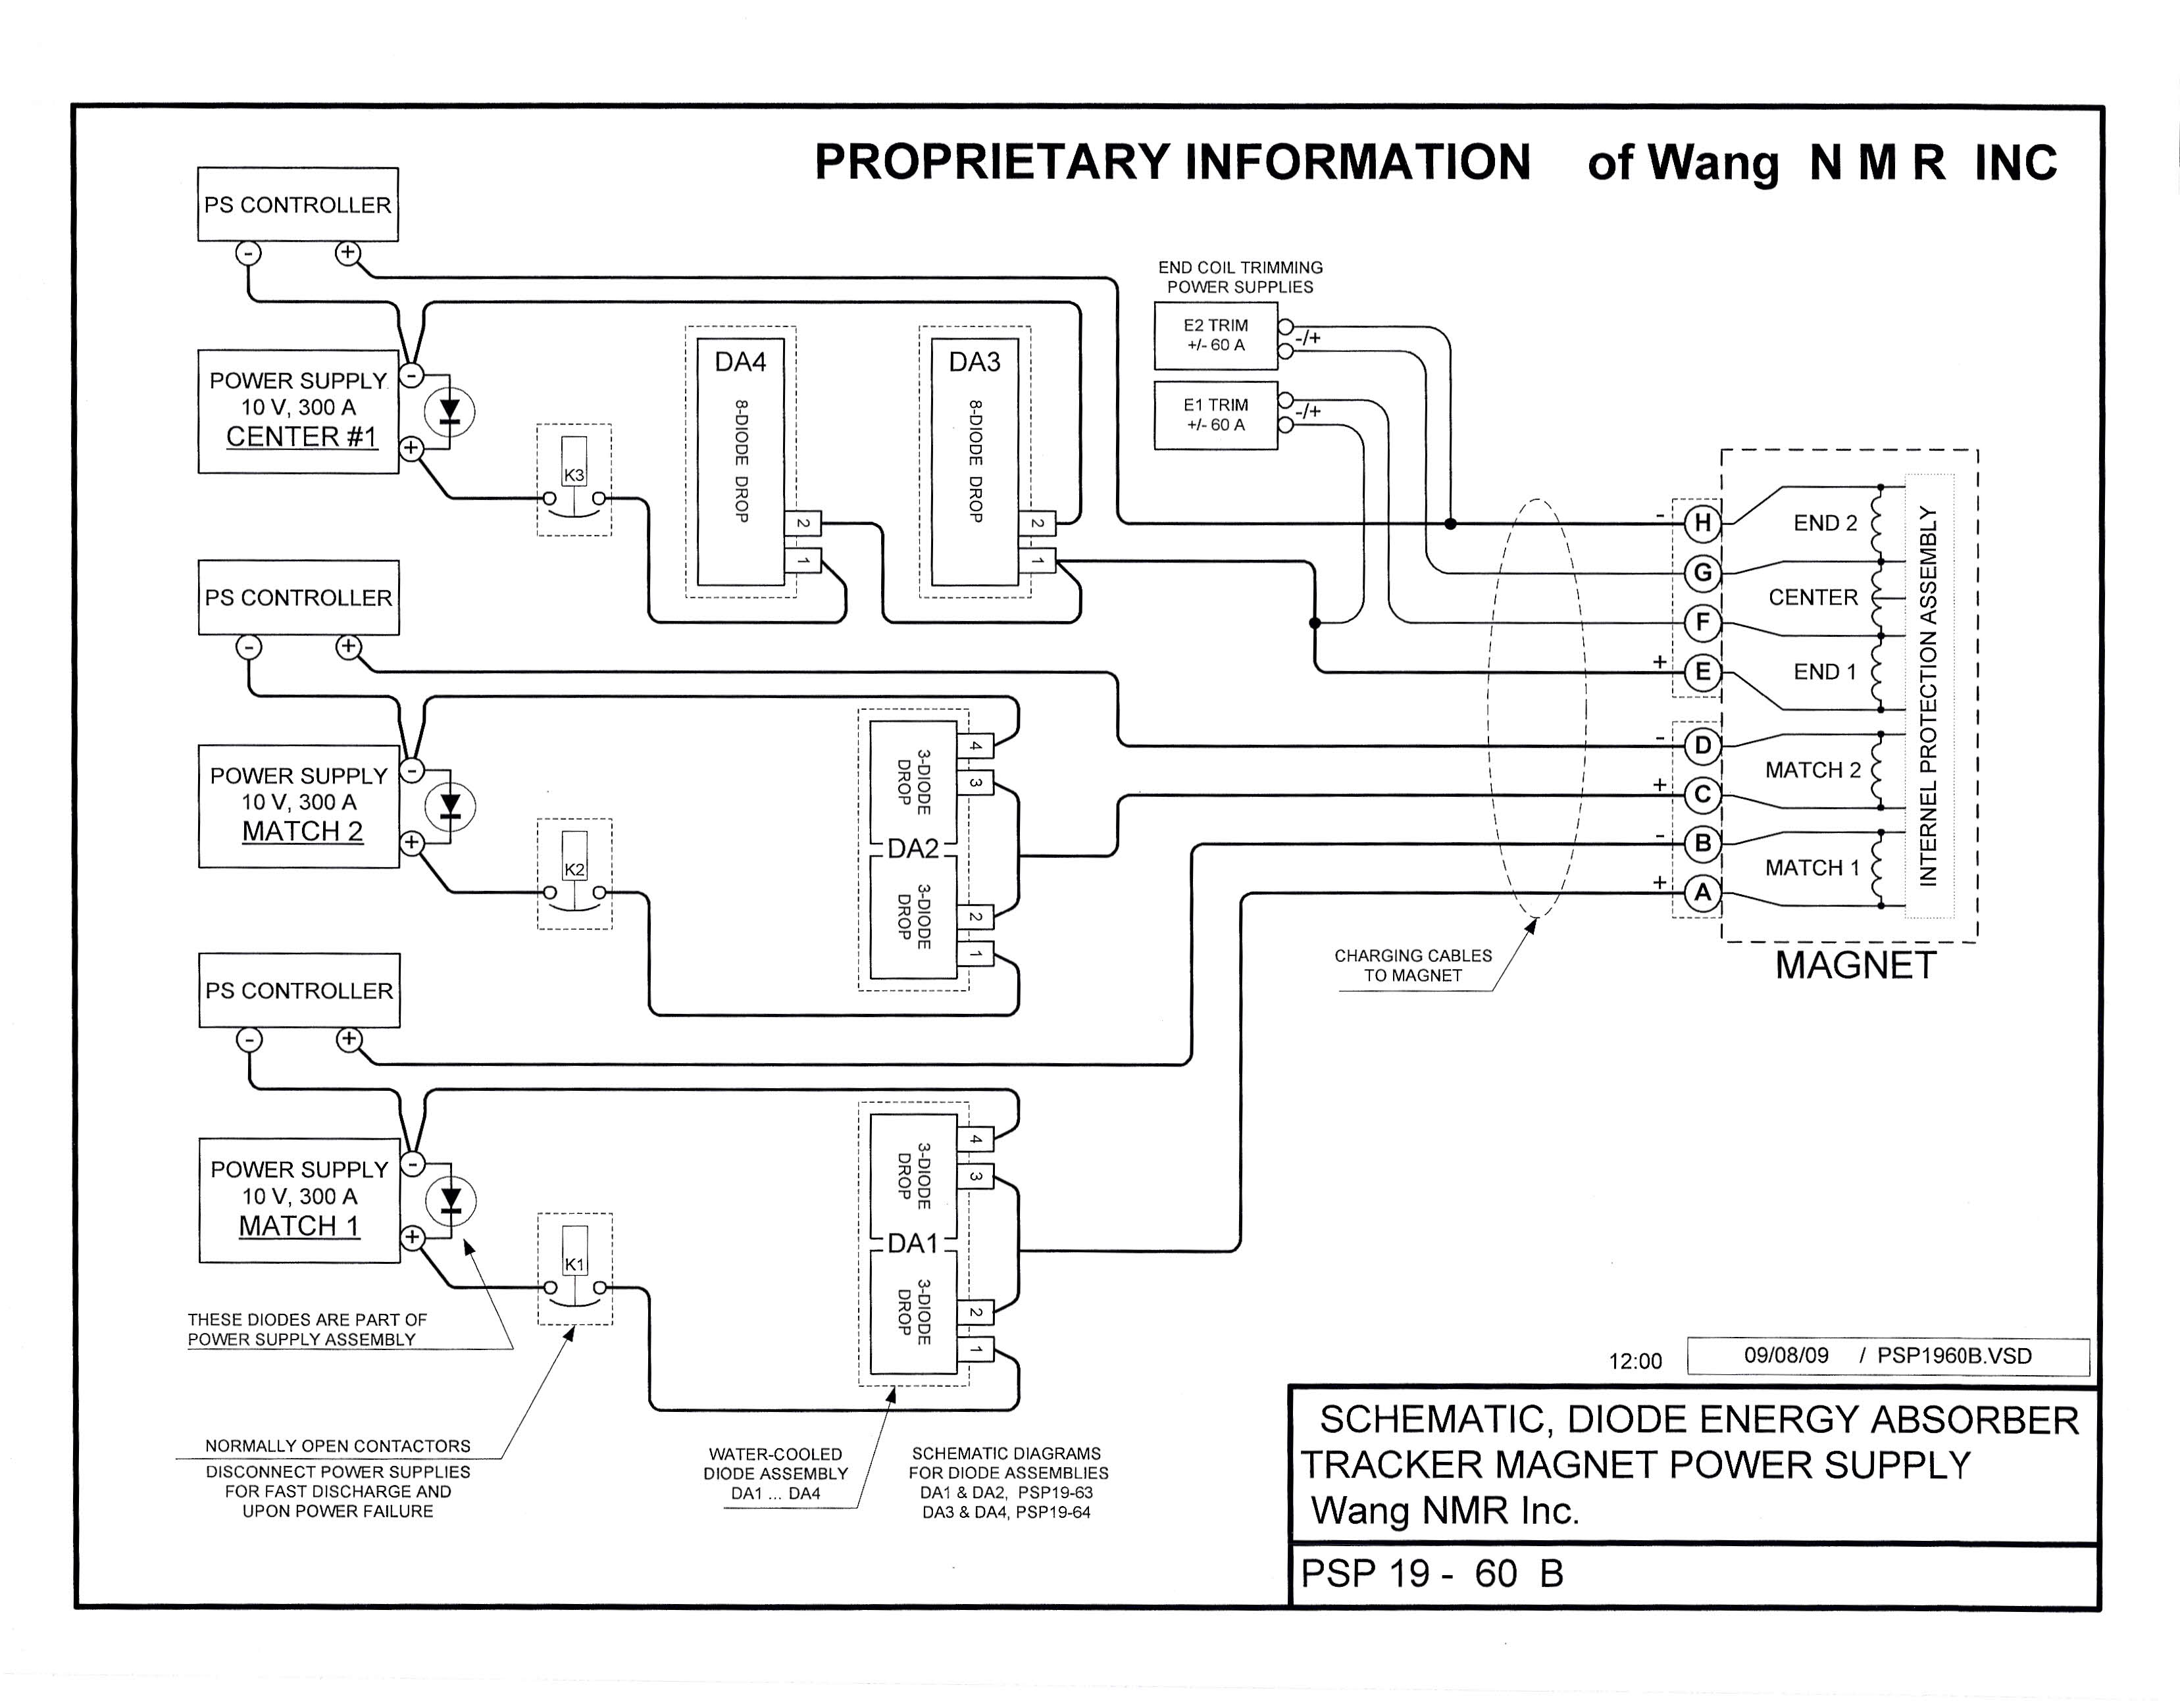 PROPRIETARY INFORMATION of Wang N M R INC
PS CONTROLLER
-
+
POWER SUPPLY
10 V, 300 A
CENTER #1
-
+
K3
DA4
8-DIODE DROP
2
1
DA3
8-DIODE DROP
2
1
END COIL TRIMMING
POWER SUPPLIES
E2 TRIM
+/- 60 A
-/+
E1 TRIM
+/- 60 A
-/+
PS CONTROLLER
-
+
POWER SUPPLY
10 V, 300 A
MATCH 2
-
+
K2
3-DIODE
DROP
4
3
DA2
3-DIODE
DROP
2
1
PS CONTROLLER
-
+
POWER SUPPLY
10 V, 300 A
MATCH 1
-
+
K1
3-DIODE
DROP
4
3
DA1
3-DIODE
DROP
2
1
-
H
G
F
+
E
-
D
+
C
-
B
+
A
END 2
CENTER
END 1
MATCH 2
MATCH 1
INTERNEL PROTECTION ASSEMBLY
MAGNET
CHARGING CABLES
TO MAGNET
THESE DIODES ARE PART OF
POWER SUPPLY ASSEMBLY
NORMALLY OPEN CONTACTORS
DISCONNECT POWER SUPPLIES
FOR FAST DISCHARGE AND
UPON POWER FAILURE
WATER-COOLED
DIODE ASSEMBLY
DA1 ... DA4
SCHEMATIC DIAGRAMS
FOR DIODE ASSEMBLIES
DA1 & DA2, PSP19-63
DA3 & DA4, PSP19-64
12:00
09/08/09 / PSP1960B.VSD
SCHEMATIC, DIODE ENERGY ABSORBER
TRACKER MAGNET POWER SUPPLY
Wang NMR Inc.
PSP 19 - 60 B